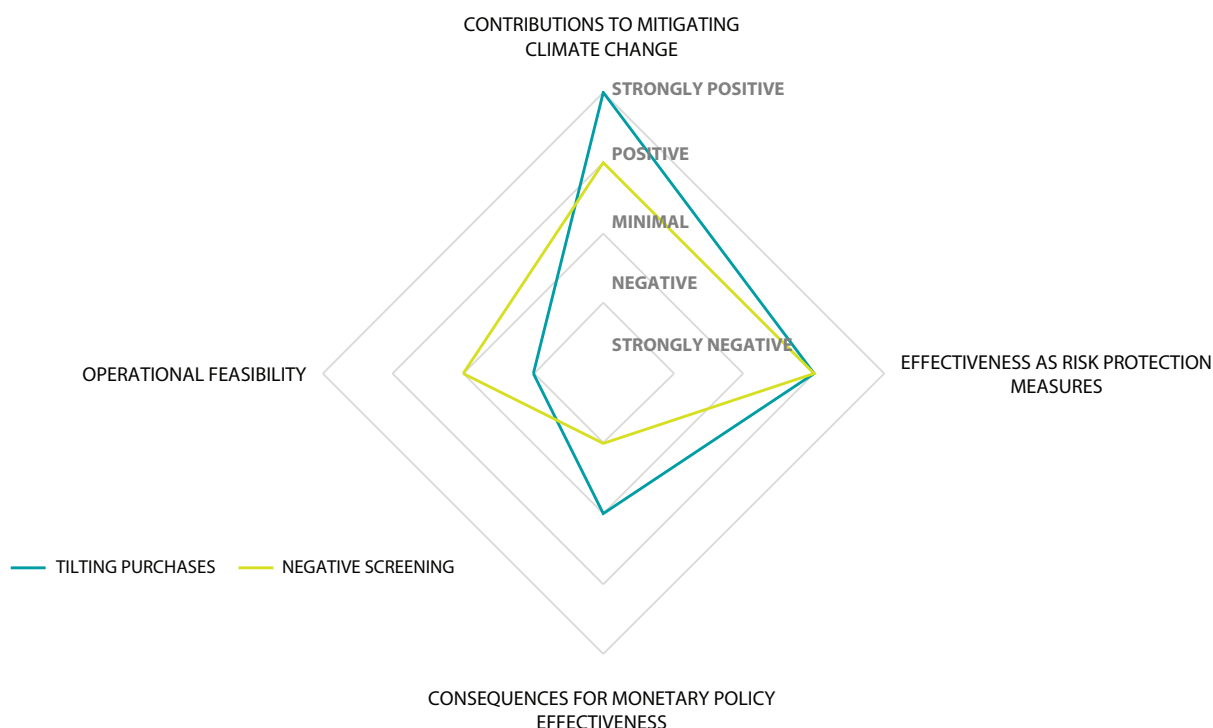 CONTRIBUTIONS TO MITIGATING
CLIMATE CHANGE
STRONGLY POSITIVE
POSITIVE
MINIMAL
NEGATIVE
STRONGLY NEGATIVE
OPERATIONAL FEASIBILITY
EFFECTIVENESS AS RISK PROTECTION
MEASURES
TILTING PURCHASES
NEGATIVE SCREENING
CONSEQUENCES FOR MONETARY POLICY
EFFECTIVENESS